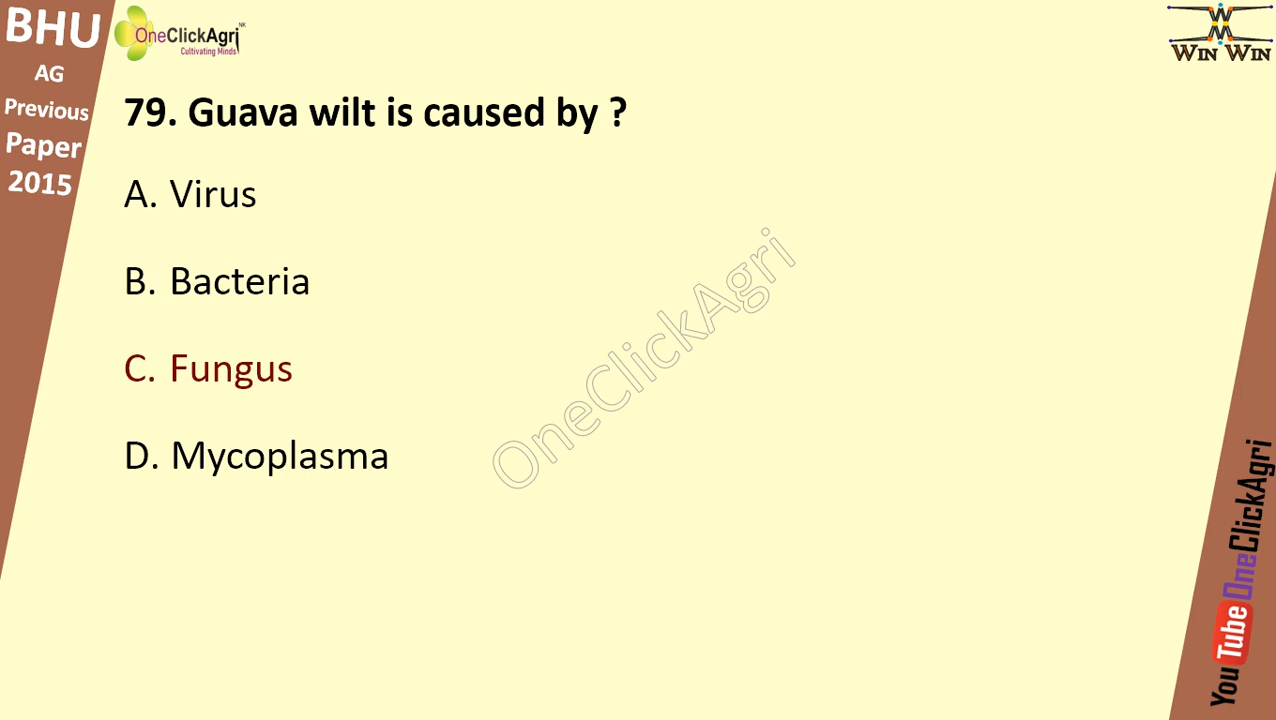 BHU
AG
Previous
Paper
2015
OneClickAgri
NK
Cultivating Minds
WIN WIN
79. Guava wilt is caused by ?
A. Virus
B. Bacteria
C. Fungus
D. Mycoplasma
OneClickAgri
YouTube OneClickAgri